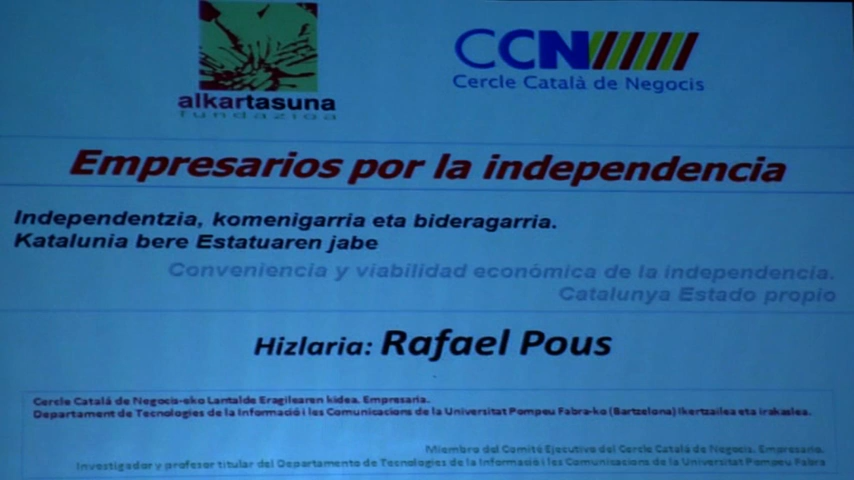 alkartasuna
fundazioa
CCN
Cercle Català de Negocis
Empresarios por la independencia
Independentzia, komenigarria eta bideragarria.
Katalunia bere Estatuaren jabe
Conveniencia y viabilidad económica de la independencia.
Catalunya Estado propio
Hizlaria: Rafael Pous
Cercle Català de Negocis-eko Lantalde Eragilearen kidea. Empresaria.
Departament de Tecnologies de la Informació i les Comunicacions de la Universitat Pompeu Fabra-ko (Bartzelona) Ikertzailea eta irakaslea.
Miembro del Comité Ejecutivo del Cercle Català de Negocis. Empresario.
Investigador y profesor titular del Departamento de Tecnologies de la Informació i les Comunicacions de la Universitat Pompeu Fabra